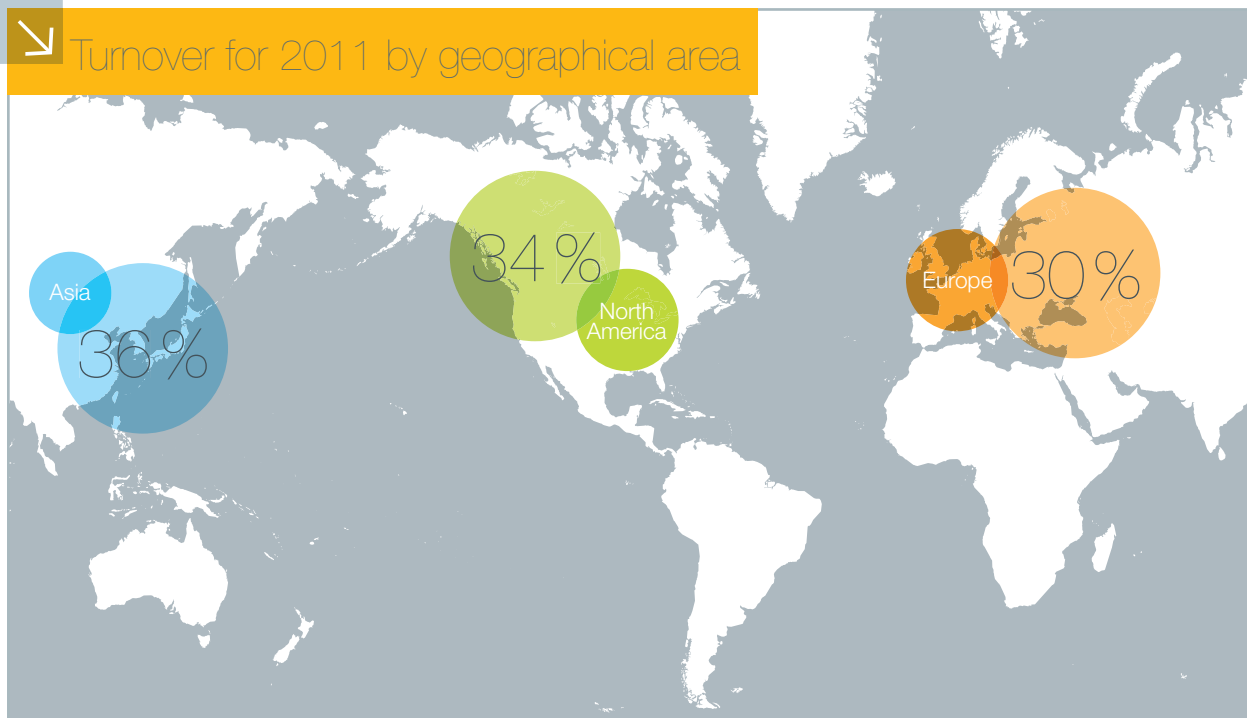 Turnover for 2011 by geographical area
Asia
36 %
34 %
North
America
Europe
30 %